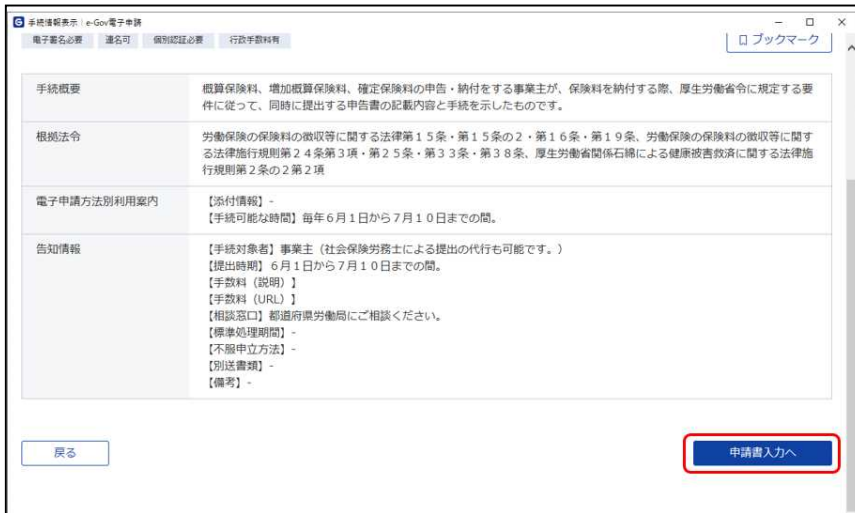 手続情報表示｜e-Gov電子申請
電子署名必要 連名可 個別認証必要 行政手数料有
ブックマーク
手続概要
概算保険料、増加概算保険料、確定保険料の申告・納付をする事業主が、保険料を納付する際、厚生労働省令に規定する要
件に従って、同時に提出する申告書の記載内容と手続を示したものです。
根拠法令
労働保険の保険料の徴収等に関する法律第１５条・第１５条の２・第１６条・第１９条、労働保険の保険料の徴収等に関す
る法律施行規則第２４条第３項・第２５条・第３３条・第３８条、厚生労働省関係石綿による健康被害救済に関する法律施
行規則第２条の２第２項
電子申請方法別利用案内
【添付情報】-
【手続可能な時間】毎年６月１日から７月１０日までの間。
告知情報
【手続対象者】事業主（社会保険労務士による提出の代行も可能です。）
【提出時期】６月１日から７月１０日までの間。
【手数料（説明）】
【手数料（URL）】
【相談窓口】都道府県労働局にご相談ください。
【標準処理期間】-
【不服申立方法】-
【別送書類】-
【備考】-
戻る
申請書入力へ